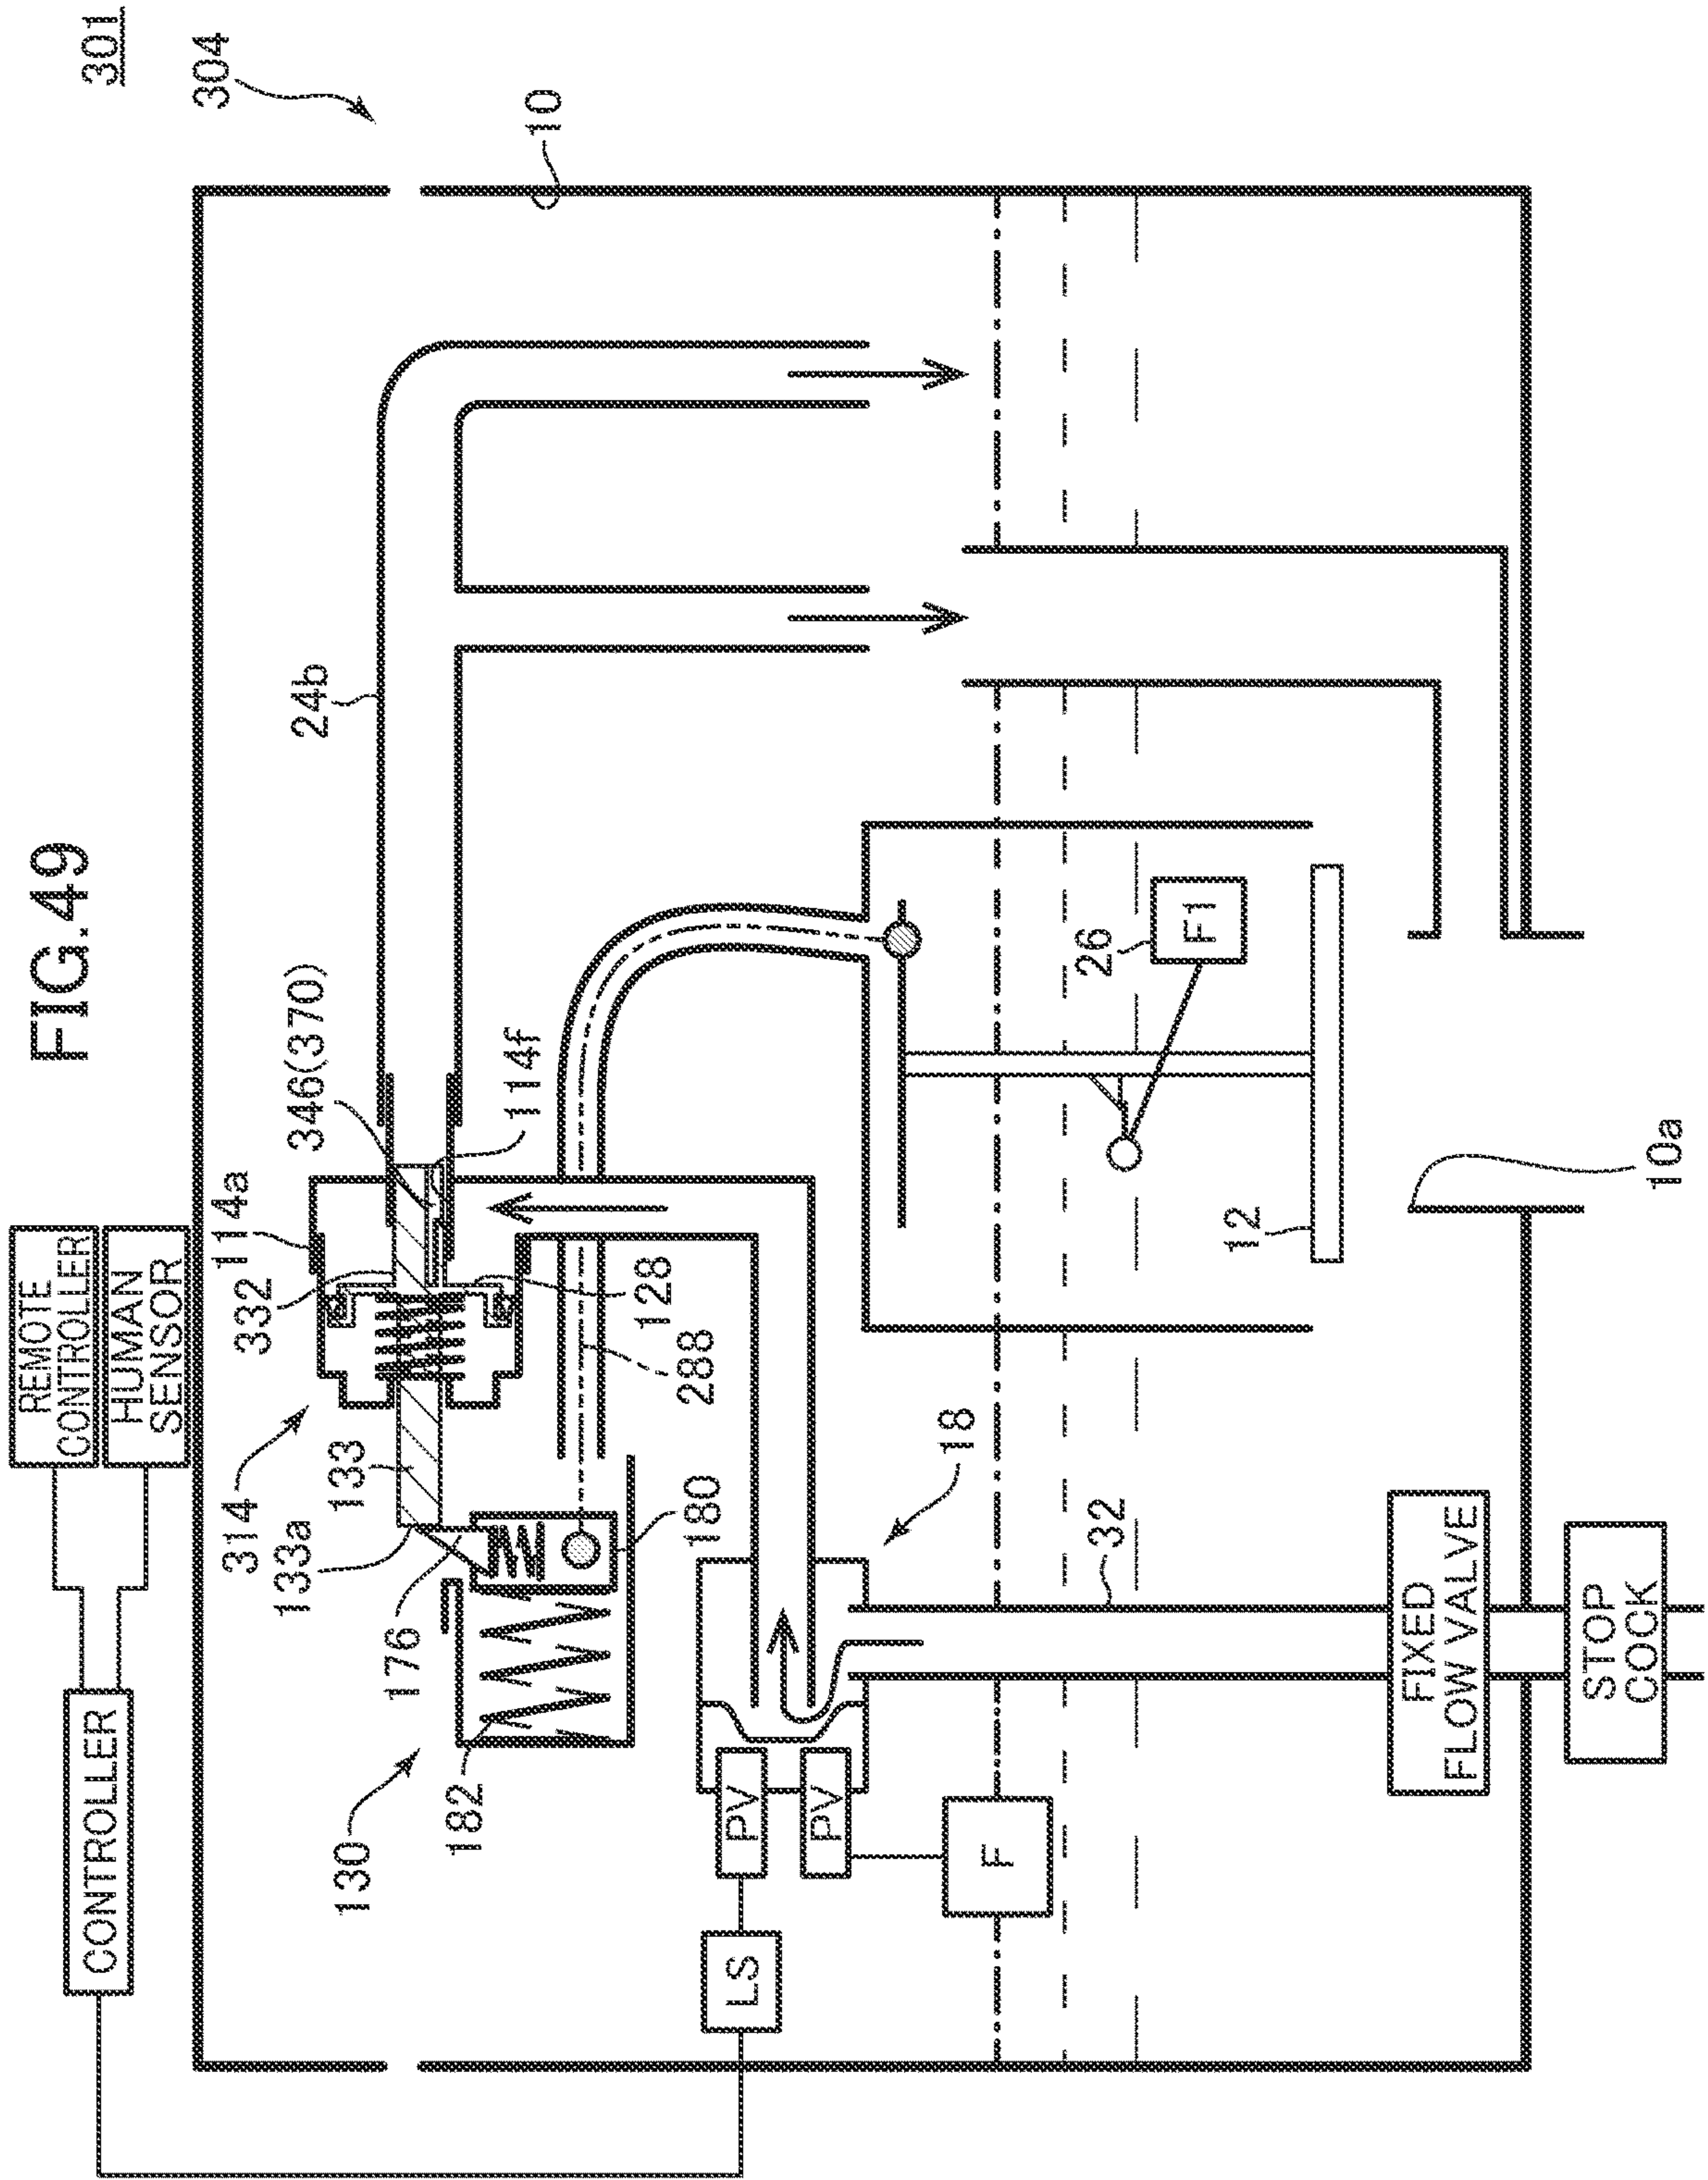 FIG.49
301
REMOTE
CONTROLLER
HUMAN
SENSOR
CONTROLLER
304
114a
314
332
133a
346(370)
24b
133
130
176
182
114f
10
128
288
180
LS
PV
PV
18
F
26
32
F1
12
FIXED
FLOW VALVE
STOP
COCK
10a